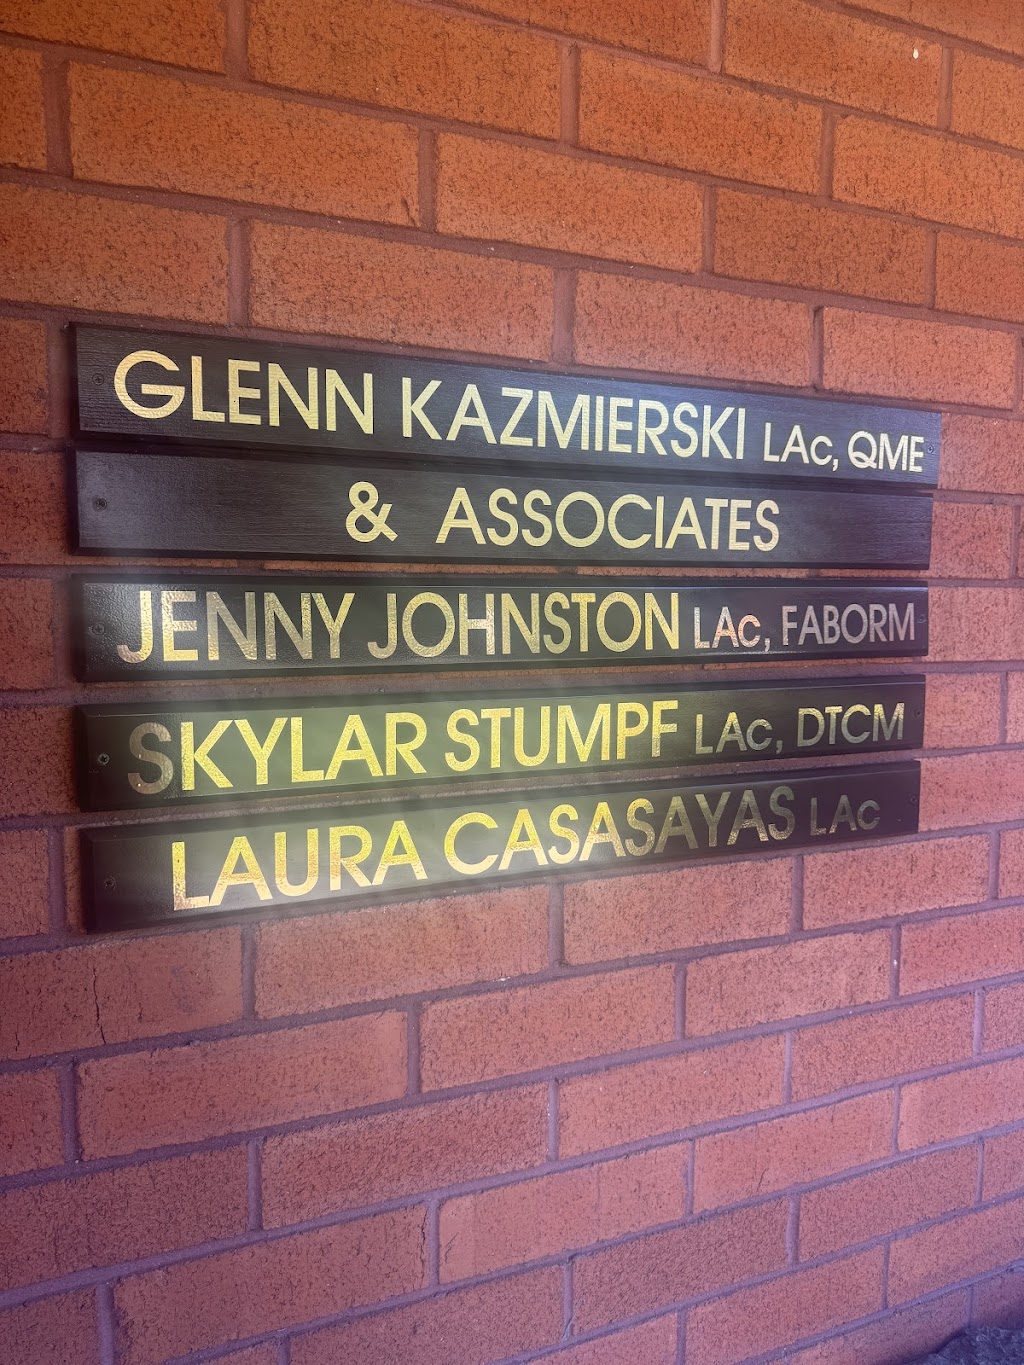 GLENN KAZMIERSKI LAc, QME
& ASSOCIATES
JENNY JOHNSTON LAc, FABORM
SKYLAR STUMPF LAc, DTCM
LAURA CASASAYAS LAc